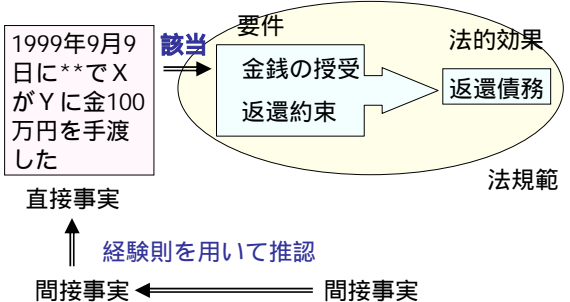 1999年9月9
日に**でX
がYに金100
万円を手渡
した
該当
要件
金銭の授受
返還約束
法的効果
返還債務
法規範
直接事実
経験則を用いて推認
間接事実
間接事実